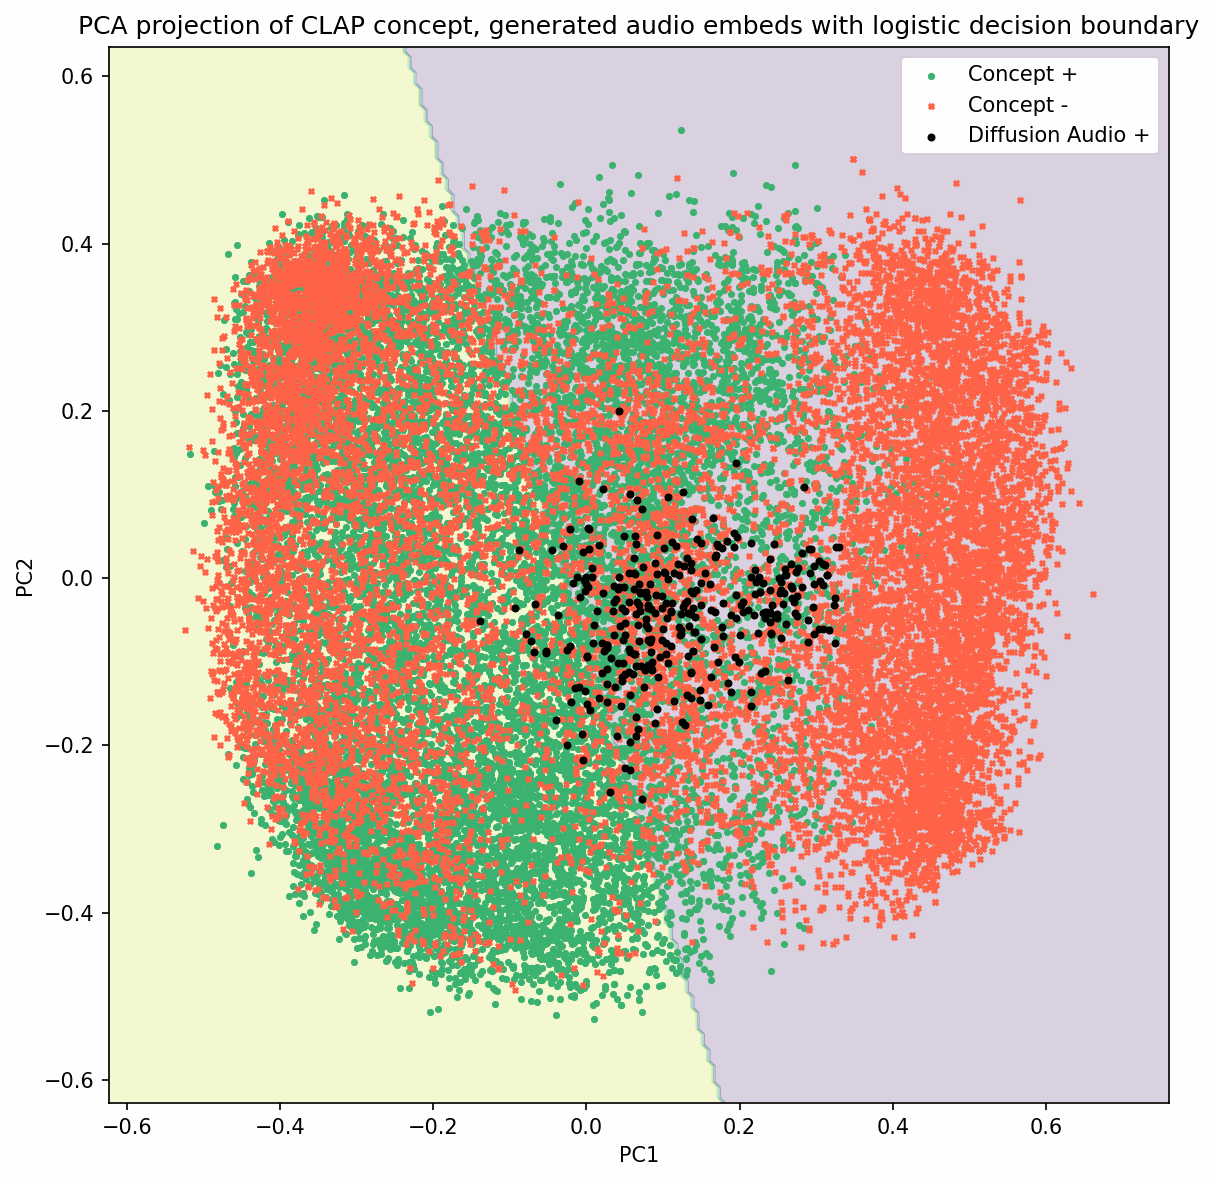 PCA projection of CLAP concept, generated audio embeds with logistic decision boundary
Concept +
Concept -
Diffusion Audio +
0.6
0.4
0.2
0.0
−0.2
−0.4
−0.6
PC2
−0.6
−0.4
−0.2
0.0
0.2
0.4
0.6
PC1